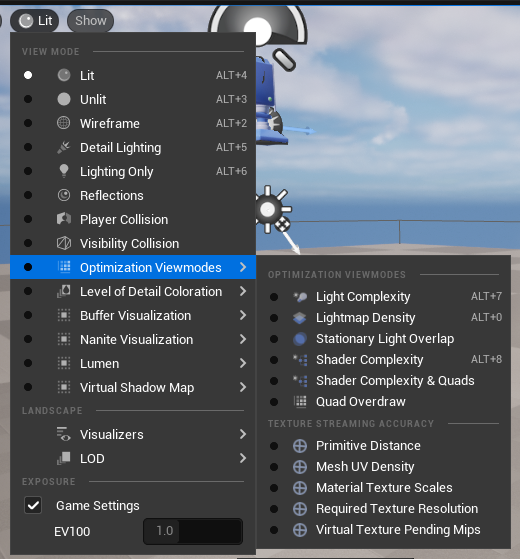 Lit
Show
VIEW MODE
Lit ALT+4
Unlit ALT+3
Wireframe ALT+2
Detail Lighting ALT+5
Lighting Only ALT+6
Reflections
Player Collision
Visibility Collision
Optimization Viewmodes
Level of Detail Coloration
Buffer Visualization
Nanite Visualization
Lumen
Virtual Shadow Map
LANDSCAPE
Visualizers
LOD
EXPOSURE
Game Settings
EV100 1.0
OPTIMIZATION VIEWMODES
Light Complexity ALT+7
Lightmap Density ALT+0
Stationary Light Overlap
Shader Complexity ALT+8
Shader Complexity & Quads
Quad Overdraw
TEXTURE STREAMING ACCURACY
Primitive Distance
Mesh UV Density
Material Texture Scales
Required Texture Resolution
Virtual Texture Pending Mips